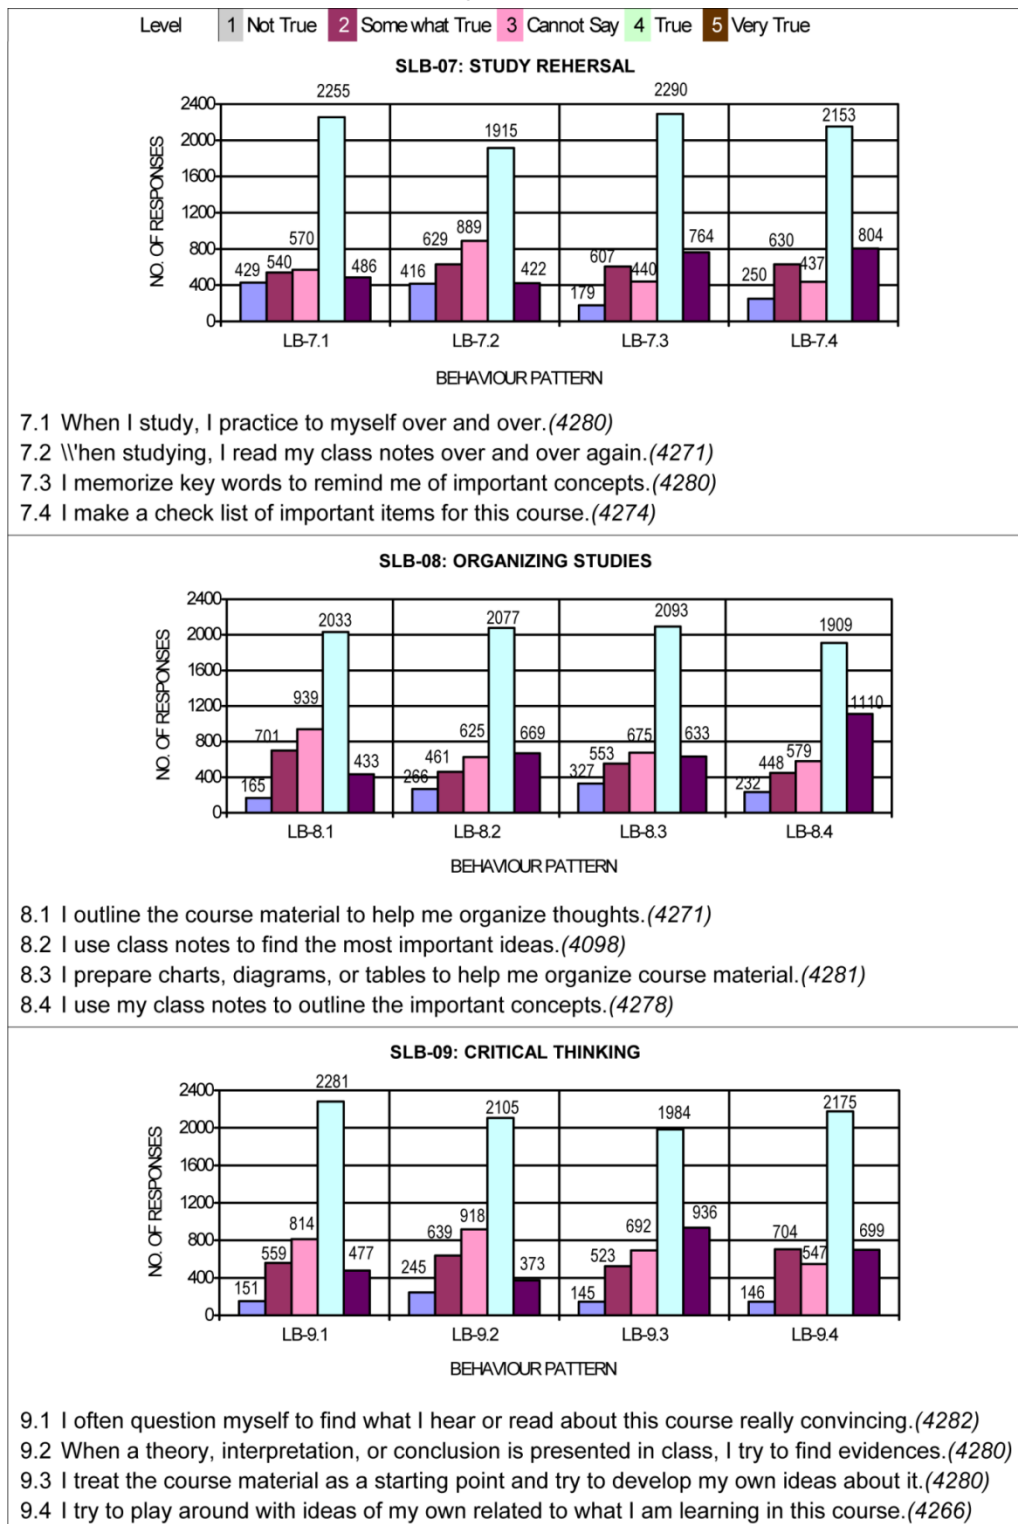 Level 1 Not True 2 Some what True 3 Cannot Say 4 True 5 Very True
SLB-07: STUDY REHERSAL
NO. OF RESPONSES
2400
2000
1600
1200
800
400
0
429 540 570 2255 486
416 629 889 1915 422
179 607 440 2290 764
250 630 437 2153 804
LB-7.1 LB-7.2 LB-7.3 LB-7.4
BEHAVIOUR PATTERN
7.1 When I study, I practice to myself over and over.(4280)
7.2 \\'hen studying, I read my class notes over and over again.(4271)
7.3 I memorize key words to remind me of important concepts.(4280)
7.4 I make a check list of important items for this course.(4274)
SLB-08: ORGANIZING STUDIES
NO. OF RESPONSES
2400
2000
1600
1200
800
400
0
165 701 939 2033 433
266 461 625 2077 669
327 553 675 2093 633
232 448 579 1909 1110
LB-8.1 LB-8.2 LB-8.3 LB-8.4
BEHAVIOUR PATTERN
8.1 I outline the course material to help me organize thoughts.(4271)
8.2 I use class notes to find the most important ideas.(4098)
8.3 I prepare charts, diagrams, or tables to help me organize course material.(4281)
8.4 I use my class notes to outline the important concepts.(4278)
SLB-09: CRITICAL THINKING
NO. OF RESPONSES
2400
2000
1600
1200
800
400
0
151 559 814 2281 477
245 639 918 2105 373
145 523 692 1984 936
146 704 547 2175 699
LB-9.1 LB-9.2 LB-9.3 LB-9.4
BEHAVIOUR PATTERN
9.1 I often question myself to find what I hear or read about this course really convincing.(4282)
9.2 When a theory, interpretation, or conclusion is presented in class, I try to find evidences.(4280)
9.3 I treat the course material as a starting point and try to develop my own ideas about it.(4280)
9.4 I try to play around with ideas of my own related to what I am learning in this course.(4266)